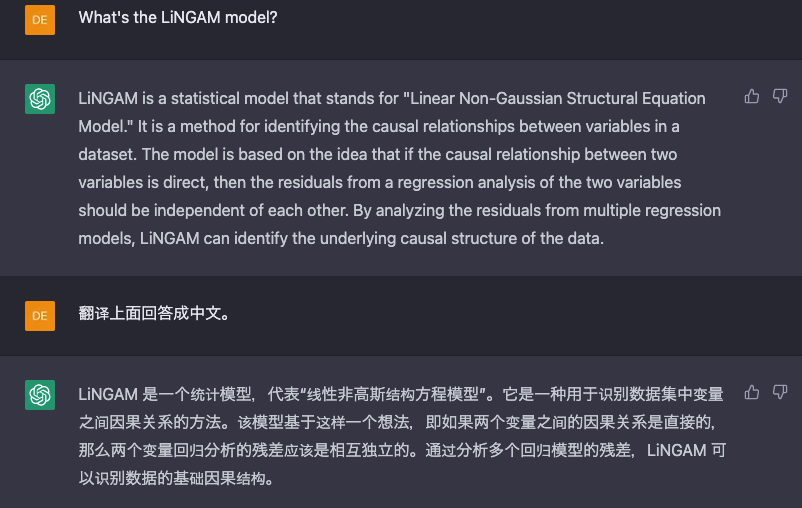 DE
What's the LiNGAM model?
LiNGAM is a statistical model that stands for "Linear Non-Gaussian Structural Equation
Model." It is a method for identifying the causal relationships between variables in a
dataset. The model is based on the idea that if the causal relationship between two
variables is direct, then the residuals from a regression analysis of the two variables
should be independent of each other. By analyzing the residuals from multiple regression
models, LiNGAM can identify the underlying causal structure of the data.
DE
翻译上面回答成中文。
LiNGAM 是一个统计模型，代表“线性非高斯结构方程模型”。它是一种用于识别数据集中变量
之间因果关系的方法。该模型基于这样一个想法，即如果两个变量之间的因果关系是直接的，
那么两个变量回归分析的残差应该是相互独立的。通过分析多个回归模型的残差，LiNGAM 可
以识别数据的基础因果结构。